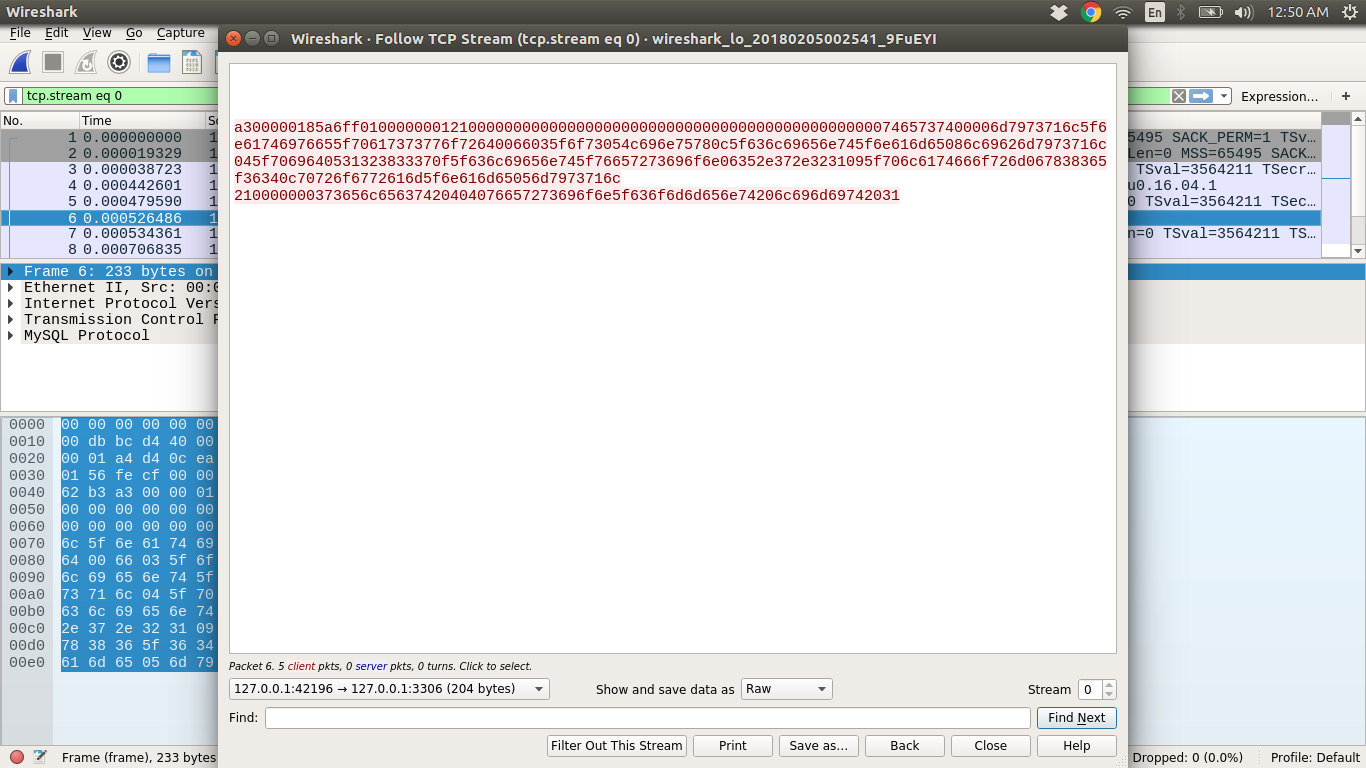 Wireshark
En
12:50 AM
File Edit View Go Capture
Wireshark · Follow TCP Stream (tcp.stream eq 0) · wireshark_lo_20180205002541_9FuEYI
tcp.stream eq 0
Expression…
+
No. Time
1 0.000000000
2 0.000019329
3 0.000038723
4 0.000442601
5 0.000479590
6 0.000526486
7 0.000534361
8 0.000706835
5495 SACK_PERM=1 TSv…
Len=0 MSS=65495 SACK…
TSval=3564211 TSecr…
u0.16.04.1
0 TSval=3564211 TSe…
n=0 TSval=3564211 TS…
a300000185a6ff01000000012100000000000000000000000000000000000000000000007465737400006d7973716c5f6
e61746976655f70617373776f72640066035f6f73054c696e75780c5f636c69656e745f6e616d65086c69626d7973716c
045f7069640531323833370f5f636c69656e745f76657273696f6e06352e372e3231095f706c6174666f726d067838365
f36340c70726f6772616d5f6e616d65056d7973716c
210000000373656c65637420404076657273696f6e5f636f6d6d656e74206c696d69742031
Frame 6: 233 bytes on
Ethernet II, Src: 00:0
Internet Protocol Vers
Transmission Control P
MySQL Protocol
0000 00 00 00 00 00 00
0010 00 db bc d4 40 00
0020 00 01 a4 d4 0c ea
0030 01 56 fe cf 00 00
0040 62 b3 a3 00 00 01
0050 00 00 00 00 00 00
0060 00 00 00 00 00 00
0070 6c 5f 6e 61 74 69
0080 64 00 66 03 5f 6f
0090 6c 69 65 6e 74 5f
00a0 73 71 6c 04 5f 70
00b0 63 6c 69 65 6e 74
00c0 2e 37 2e 32 31 09
00d0 78 38 36 5f 36 34
00e0 61 6d 65 05 6d 79
Packet 6. 5 client pkts, 0 server pkts, 0 turns. Click to select.
127.0.0.1:42196 → 127.0.0.1:3306 (204 bytes)
Show and save data as Raw
Stream 0
Find:
Find Next
Filter Out This Stream Print Save as… Back Close Help
Frame (frame), 233 bytes
Dropped: 0 (0.0%)
Profile: Default